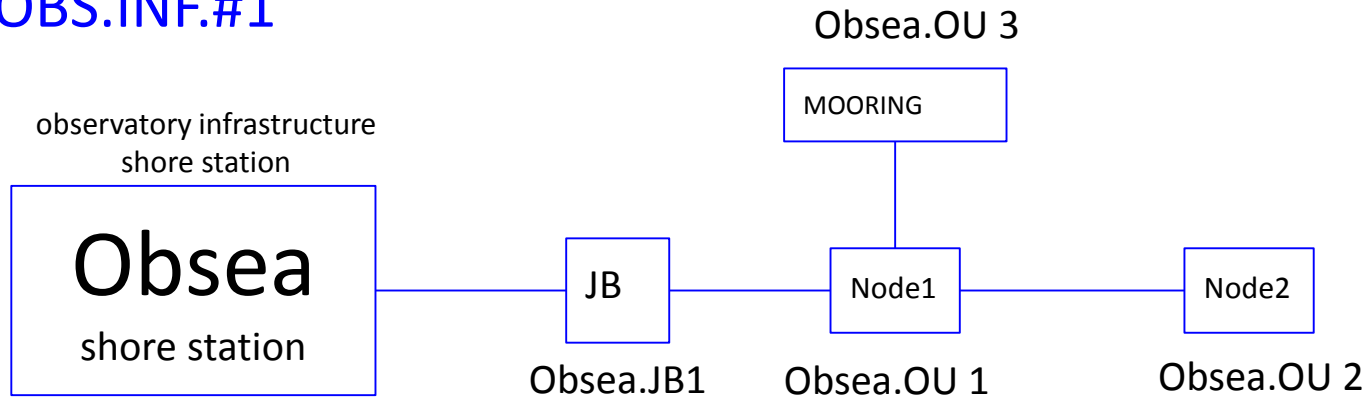 OBS.INF.#1
Obsea.OU 3
MOORING
observatory infrastructure
shore station
Obsea
shore station
JB
Node1
Node2
Obsea.JB1
Obsea.OU 1
Obsea.OU 2